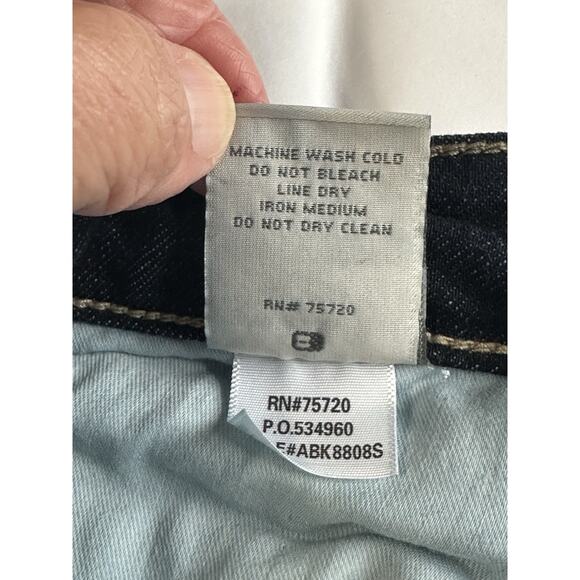 MACHINE WASH COLD
DO NOT BLEACH
LINE DRY
IRON MEDIUM
DO NOT DRY CLEAN
RN# 75720
RN#75720
P.O.534960
#ABK8808S